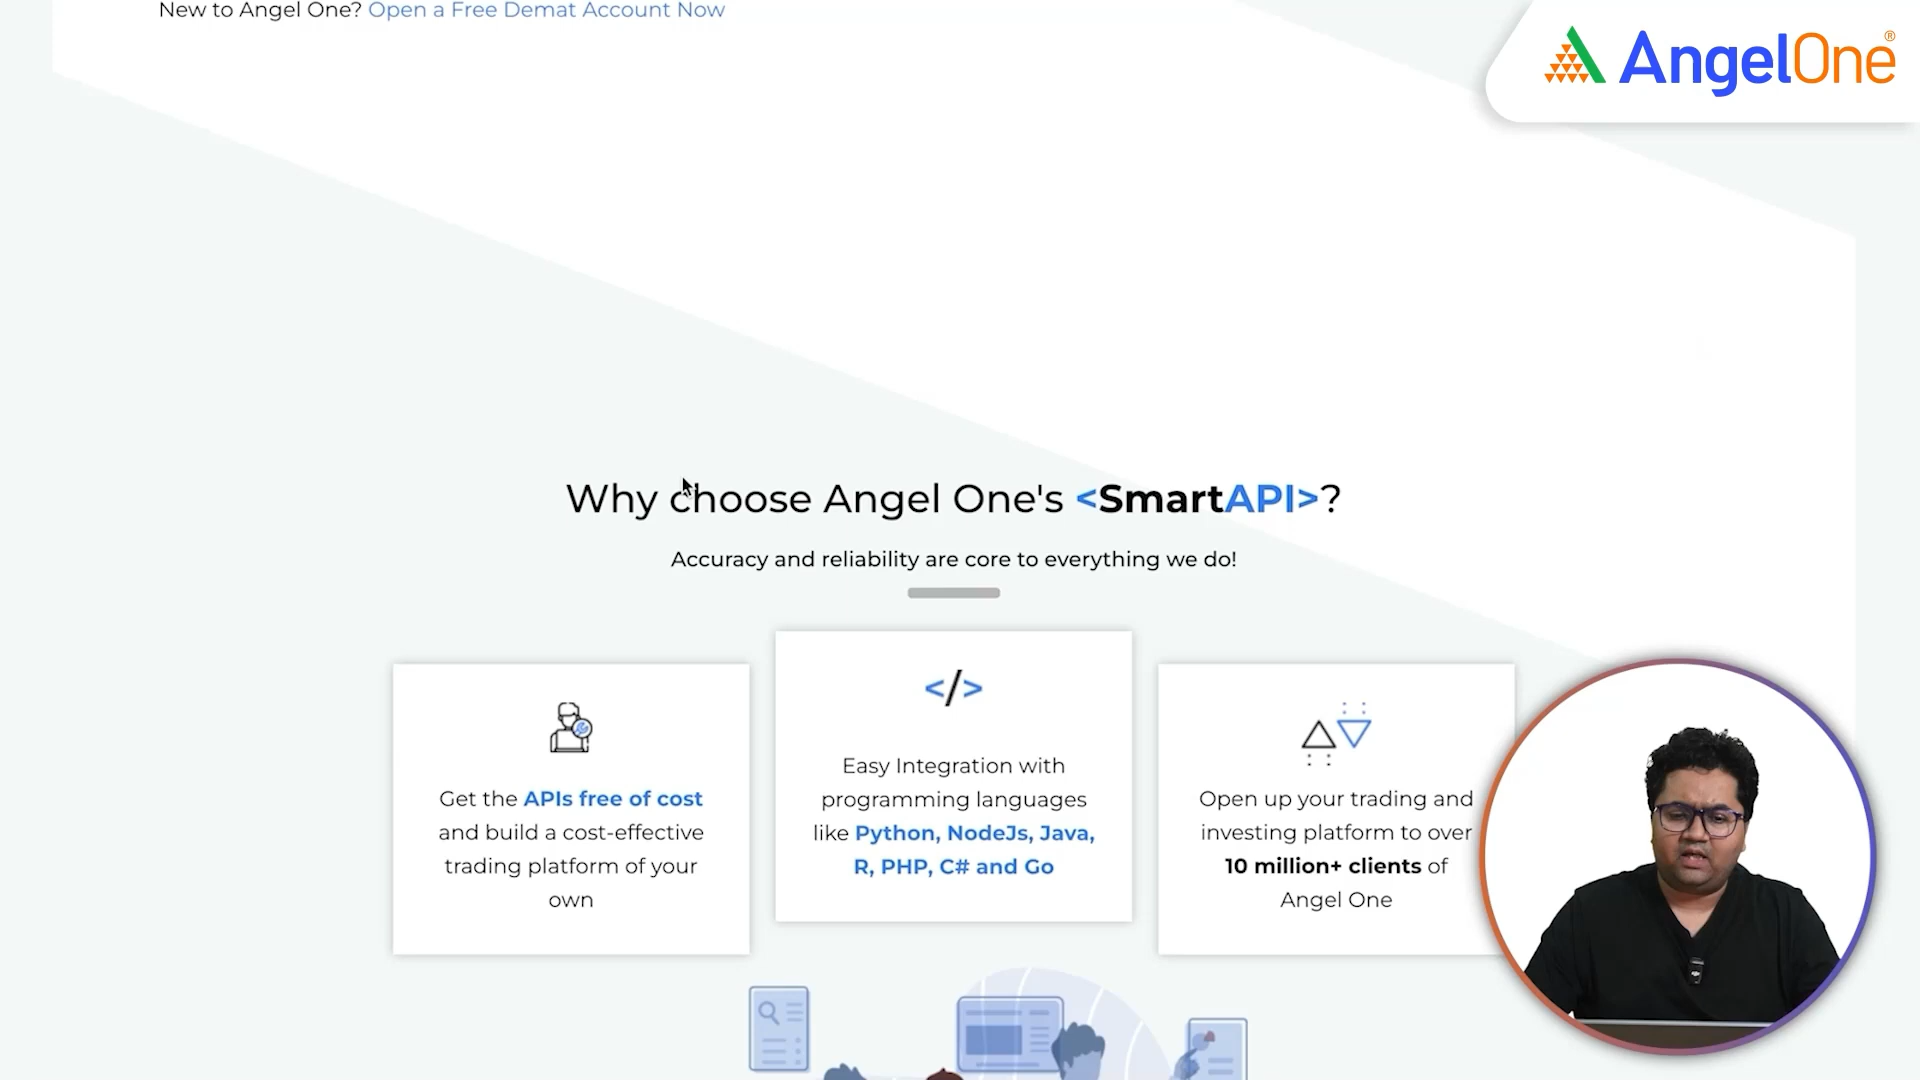 New to Angel One? Open a Free Demat Account Now
AngelOne®
Why choose Angel One's <SmartAPI>?
Accuracy and reliability are core to everything we do!
</>
Get the APIs free of cost
and build a cost-effective
trading platform of your
own
Easy Integration with
programming languages
like Python, NodeJs, Java,
R, PHP, C# and Go
Open up your trading and
investing platform to over
10 million+ clients of
Angel One